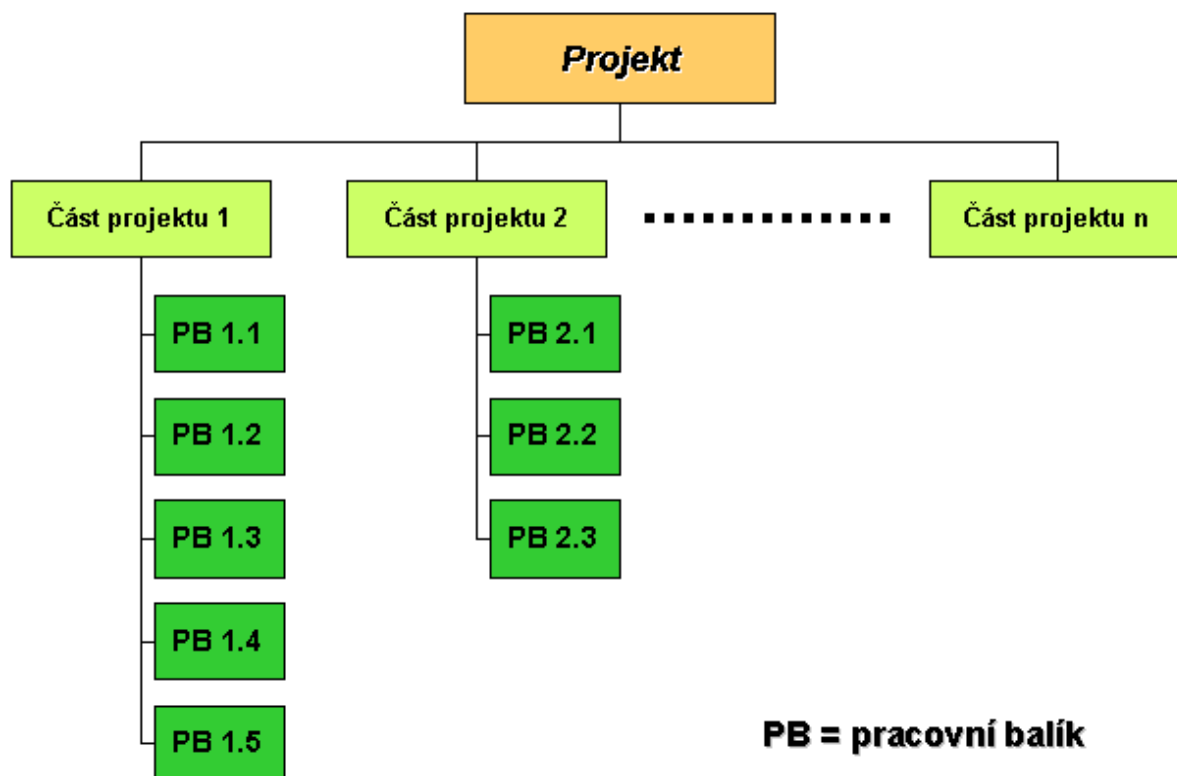 Projekt
Část projektu 1
Část projektu 2
Část projektu n
PB 1.1
PB 2.1
PB 1.2
PB 2.2
PB 1.3
PB 2.3
PB 1.4
PB 1.5
PB = pracovní balík